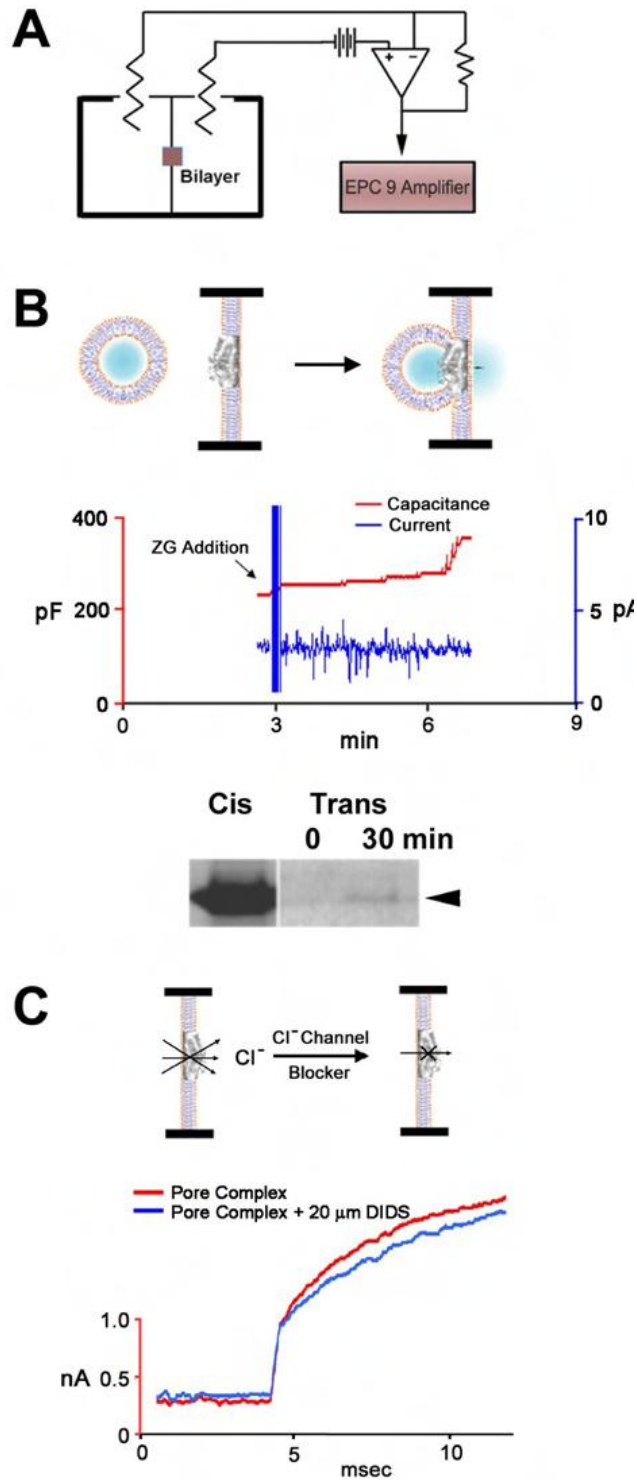 A
Bilayer
+ −
EPC 9 Amplifier
B
Capacitance
Current
400
10
ZG Addition
pF 200
5 pA
0
0
0 3 6 9
min
Cis Trans
0 30 min
C
Cl⁻ Cl⁻ Channel
Blocker
Pore Complex
Pore Complex + 20 µm DIDS
1.0
nA 0.5
0
0 5 10
msec